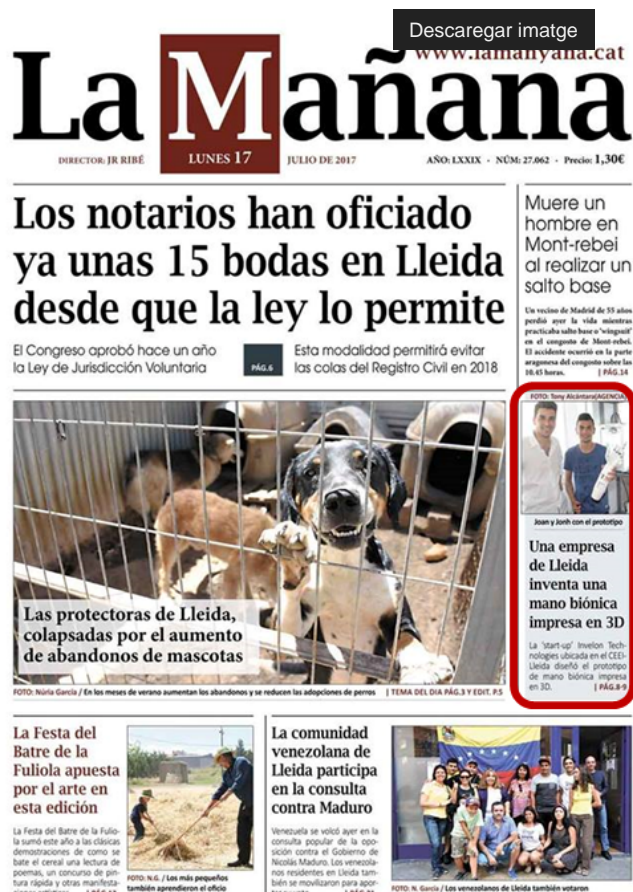 Descaregar imatge
www.lamanyana.cat
La Mañana
DIRECTOR: JR RIBÉ
LUNES 17
JULIO DE 2017
AÑO: LXXIX · NÚM: 27.062 · Precio: 1,30€
Los notarios han oficiado
ya unas 15 bodas en Lleida
desde que la ley lo permite
El Congreso aprobó hace un año
la Ley de Jurisdicción Voluntaria
PÁG.6
Esta modalidad permitirá evitar
las colas del Registro Civil en 2018
Muere un
hombre en
Mont-rebei
al realizar un
salto base
Un vecino de Madrid de 55 años
perdió ayer la vida mientras
practicaba salto base o 'wingsuit'
en el congosto de Mont-rebei.
El accidente ocurrió en la parte
aragonesa del congosto sobre las
10.45 horas. | PÁG.14
FOTO: Tony Alcántara(AGENCIA)
Joan y Jonh con el prototipo
Una empresa
de Lleida
inventa una
mano biónica
impresa en 3D
La 'start-up' Invelon Tech-
nologies ubicada en el CEEI-
Lleida diseñó el prototipo
de mano biónica impresa
en 3D. | PÁG.8-9
Las protectoras de Lleida,
colapsadas por el aumento
de abandonos de mascotas
FOTO: Núria García / En los meses de verano aumentan los abandonos y se reducen las adopciones de perros | TEMA DEL DIA PÁG.3 Y EDIT. P.5
La Festa del
Batre de la
Fuliola apuesta
por el arte en
esta edición
La Festa del Batre de la Fulio-
la sumó este año a las clásicas
demostraciones de como se
bate el cereal una lectura de
poemas, un concurso de pin-
tura rápida y otras manifesta-
FOTO: N.G. / Los más pequeños
también aprendieron el oficio
La comunidad
venezolana de
Lleida participa
en la consulta
contra Maduro
Venezuela se volcó ayer en la
consulta popular de la opo-
sición contra el Gobierno de
Nicolás Maduro. Los venezola-
nos residentes en Lleida tam-
bién se movilizaron para apor-
FOTO: N. García / Los venezolanos de Lleida también votaron